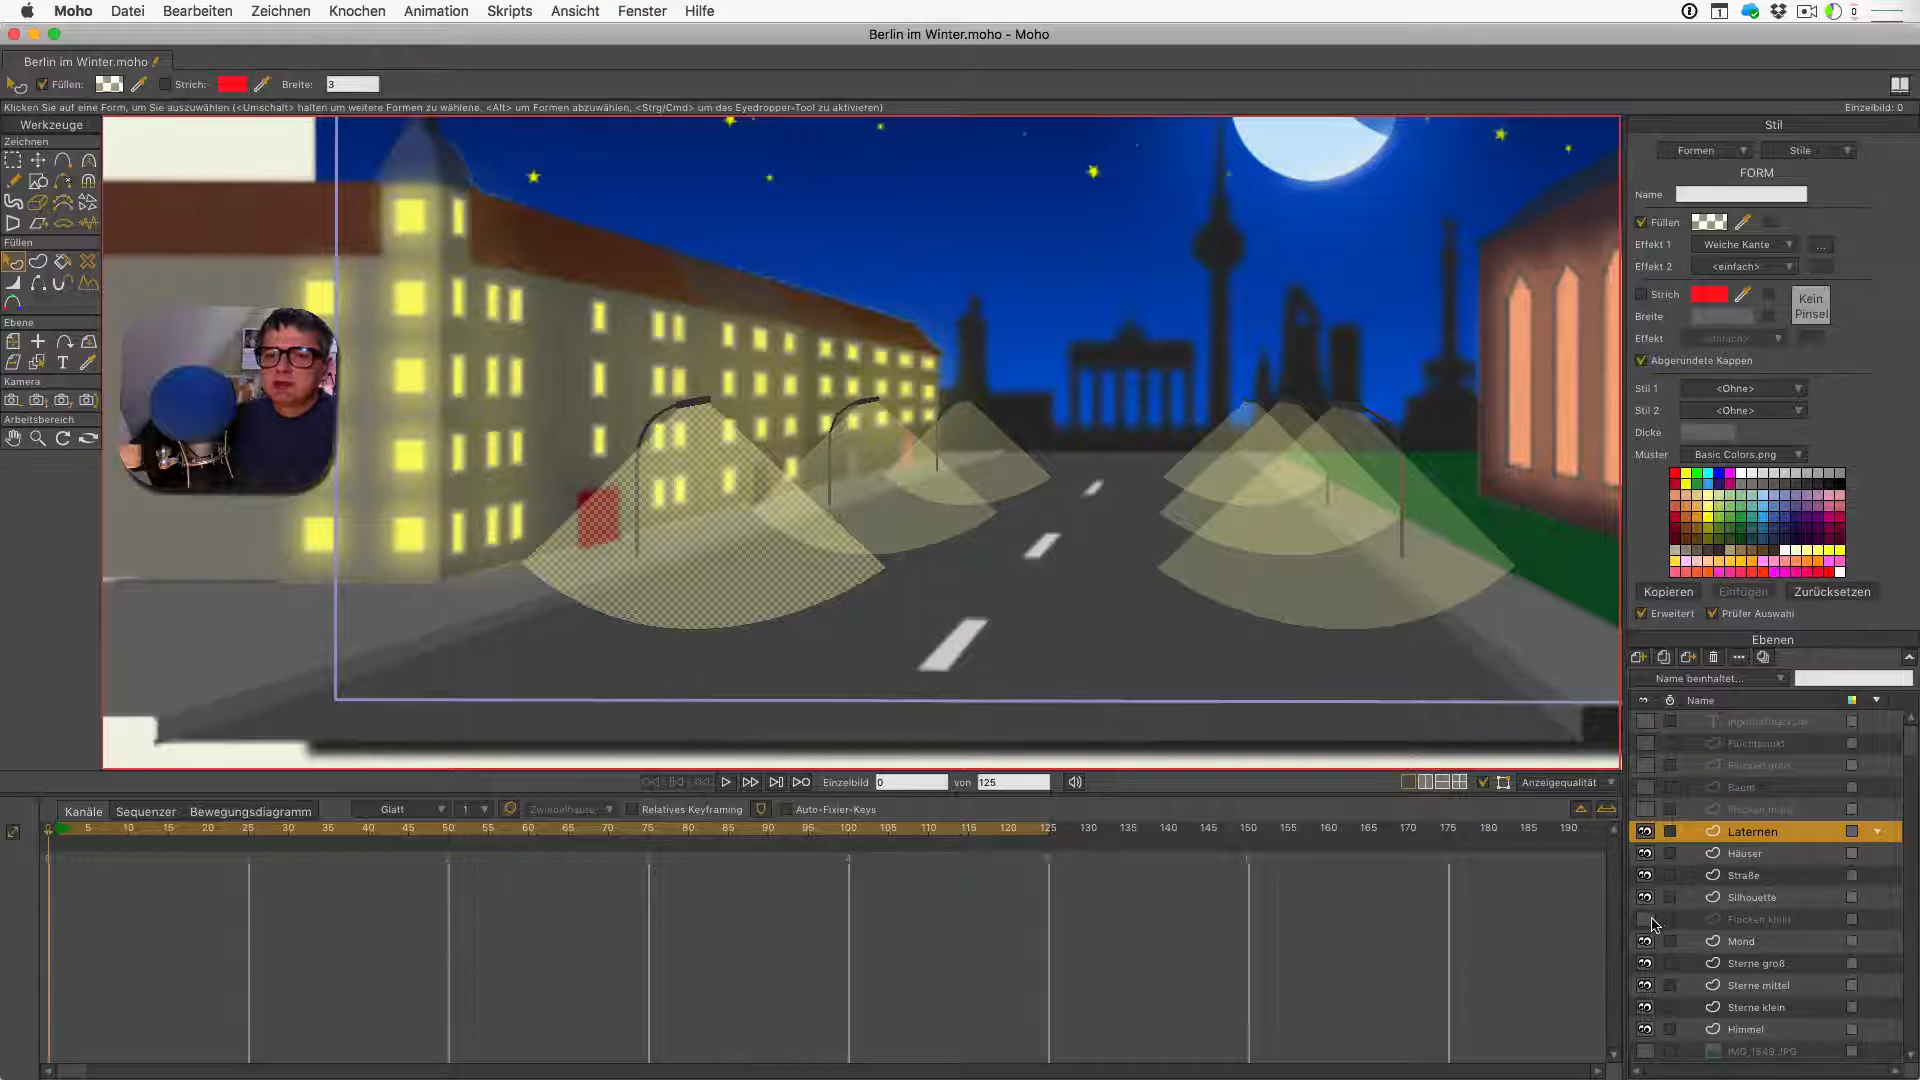 Moho Datei Bearbeiten Zeichnen Knochen Animation Skripts Ansicht Fenster Hilfe
Berlin im Winter.moho - Moho
Berlin im Winter.moho
Füllen: Strich: Breite: 3
Klicken Sie auf eine Form, um Sie auszuwählen (<Umschalt> halten um weitere Formen zu wählene, <Alt> um Formen abzuwählen, <Strg/Cmd> um das Eyedropper-Tool zu aktivieren)
Einzelbild: 0
Werkzeuge
Zeichnen
Füllen
Ebene
Kamera
Arbeitsbereich
Stil
Formen Stile
FORM
Name
Füllen
Effekt 1 Weiche Kante ...
Effekt 2 <einfach>
Strich
Kein Pinsel
Breite
Effekt <einfach>
Abgerundete Kappen
Stil 1 <Ohne>
Stil 2 <Ohne>
Dicke
Muster Basic Colors.png
Kopieren Einfügen Zurücksetzen
Erweitert Prüfer Auswahl
Ebenen
Name beinhaltet...
Name
Fluchtpunkt
Baum
Laternen
Häuser
Straße
Silhouette
Flocken klein
Mond
Sterne groß
Sterne mittel
Sterne klein
Himmel
Einzelbild 0 von 125
Anzeigequalität
Kanäle Sequenzer Bewegungsdiagramm Glatt 1 Zwiebelhäute Relatives Keyframing Auto-Fixier-Keys
5 10 15 20 25 30 35 40 45 50 55 60 65 70 75 80 85 90 95 100 105 110 115 120 125 130 135 140 145 150 155 160 165 170 175 180 185 190